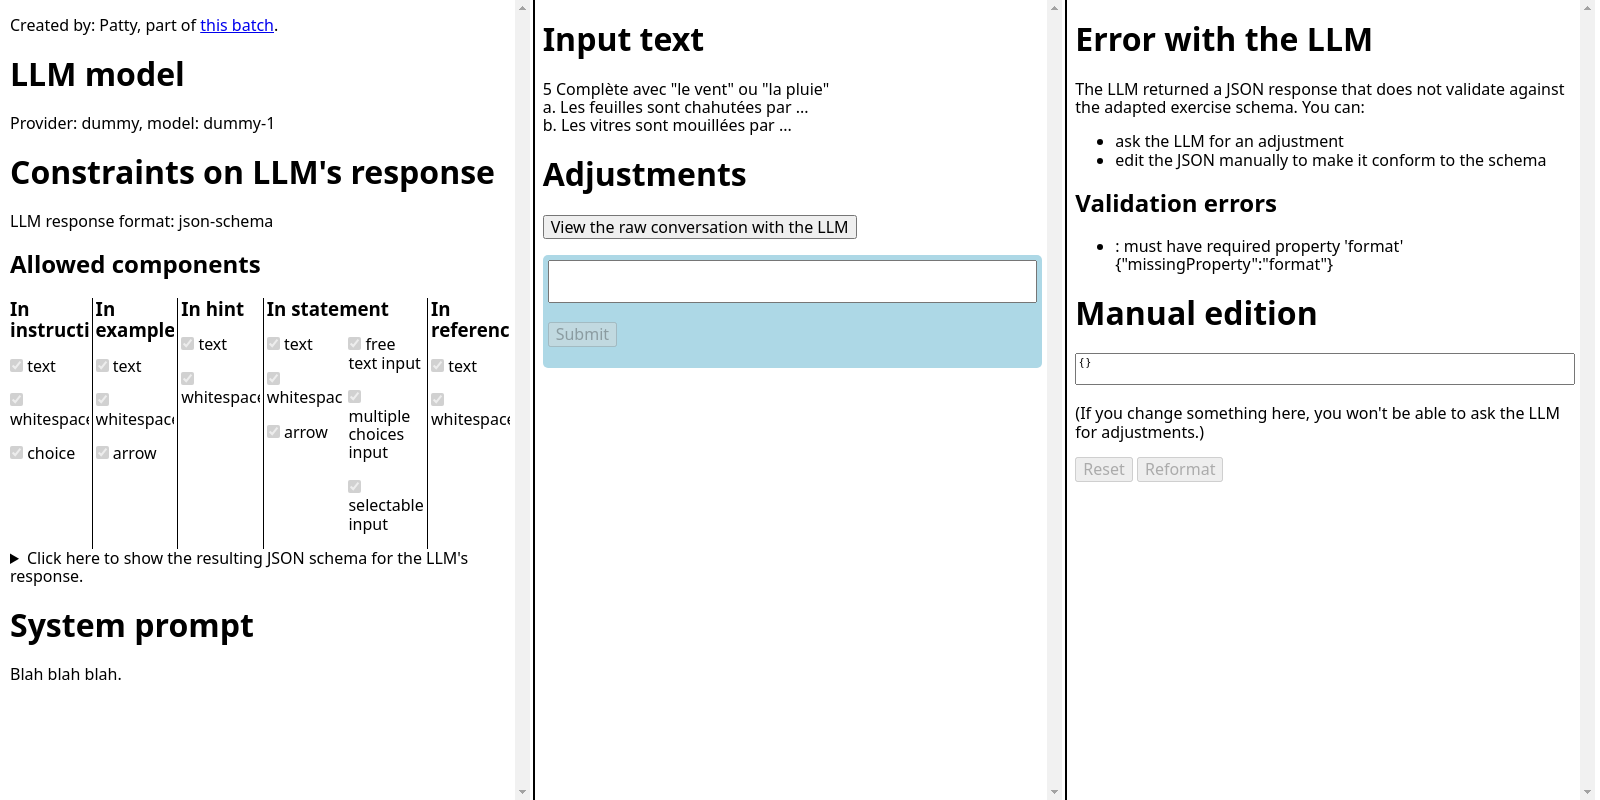 Created by: Patty, part of this batch.
LLM model
Provider: dummy, model: dummy-1
Constraints on LLM's response
LLM response format: json-schema
Allowed components
In
instructi
text
whitespace
choice
In
example
text
whitespace
arrow
In hint
text
whitespace
In statement
text
whitespac
arrow
free
text input
multiple
choices
input
selectable
input
In
referenc
text
whitespace
Click here to show the resulting JSON schema for the LLM's
response.
System prompt
Blah blah blah.
Input text
5 Complète avec "le vent" ou "la pluie"
a. Les feuilles sont chahutées par ...
b. Les vitres sont mouillées par ...
Adjustments
View the raw conversation with the LLM
Submit
Error with the LLM
The LLM returned a JSON response that does not validate against
the adapted exercise schema. You can:
ask the LLM for an adjustment
edit the JSON manually to make it conform to the schema
Validation errors
: must have required property 'format'
{"missingProperty":"format"}
Manual edition
{}
(If you change something here, you won't be able to ask the LLM
for adjustments.)
Reset Reformat